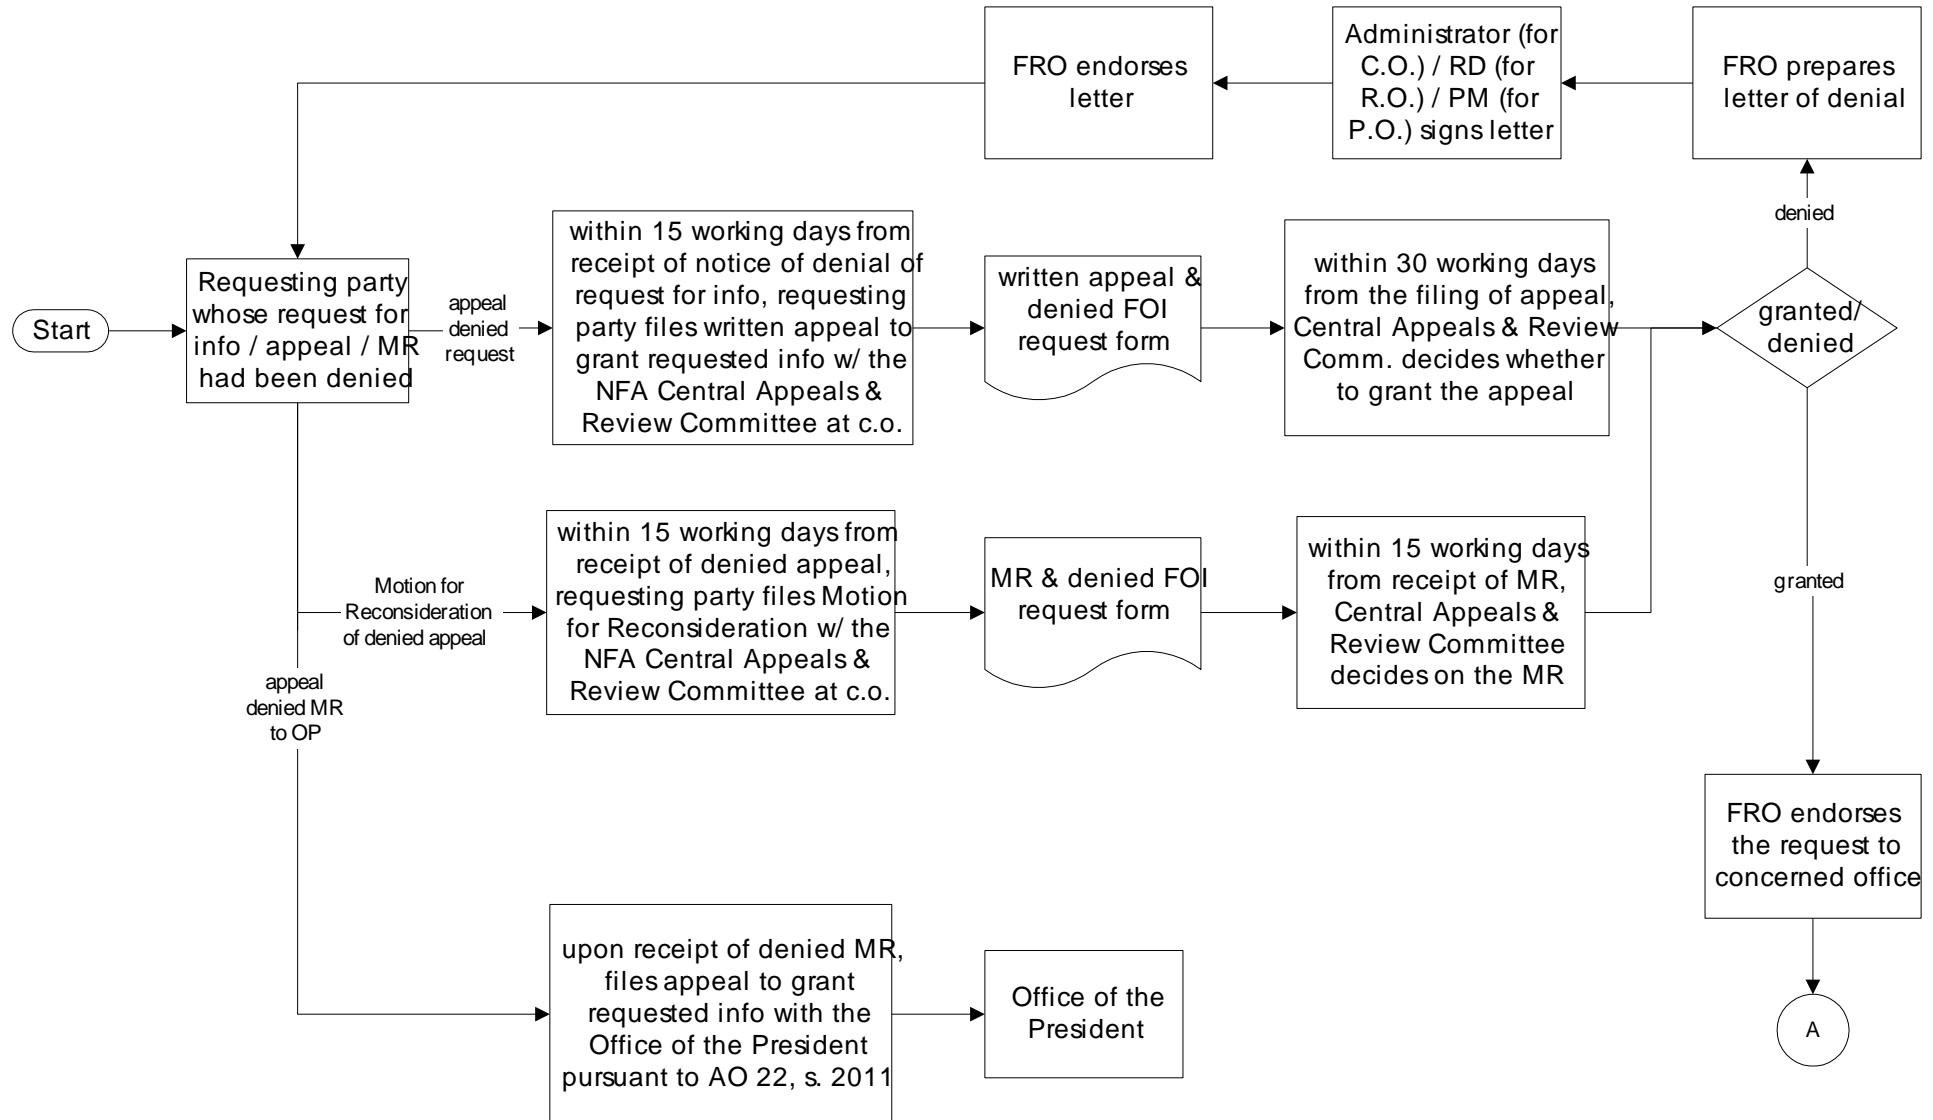 FRO endorses
letter
Administrator (for
C.O.) / RD (for
R.O.) / PM (for
P.O.) signs letter
FRO prepares
letter of denial
denied
Start
Requesting party
whose request for
info / appeal / MR
had been denied
appeal
denied
request
within 15 working days from
receipt of notice of denial of
request for info, requesting
party files written appeal to
grant requested info w/ the
NFA Central Appeals &
Review Committee at c.o.
written appeal &
denied FOI
request form
within 30 working days
from the filing of appeal,
Central Appeals & Review
Comm. decides whether
to grant the appeal
granted/
denied
Motion for
Reconsideration
of denied appeal
within 15 working days from
receipt of denied appeal,
requesting party files Motion
for Reconsideration w/ the
NFA Central Appeals &
Review Committee at c.o.
MR & denied FOI
request form
within 15 working days
from receipt of MR,
Central Appeals &
Review Committee
decides on the MR
granted
appeal
denied MR
to OP
FRO endorses
the request to
concerned office
upon receipt of denied MR,
files appeal to grant
requested info with the
Office of the President
pursuant to AO 22, s. 2011
Office of the
President
A